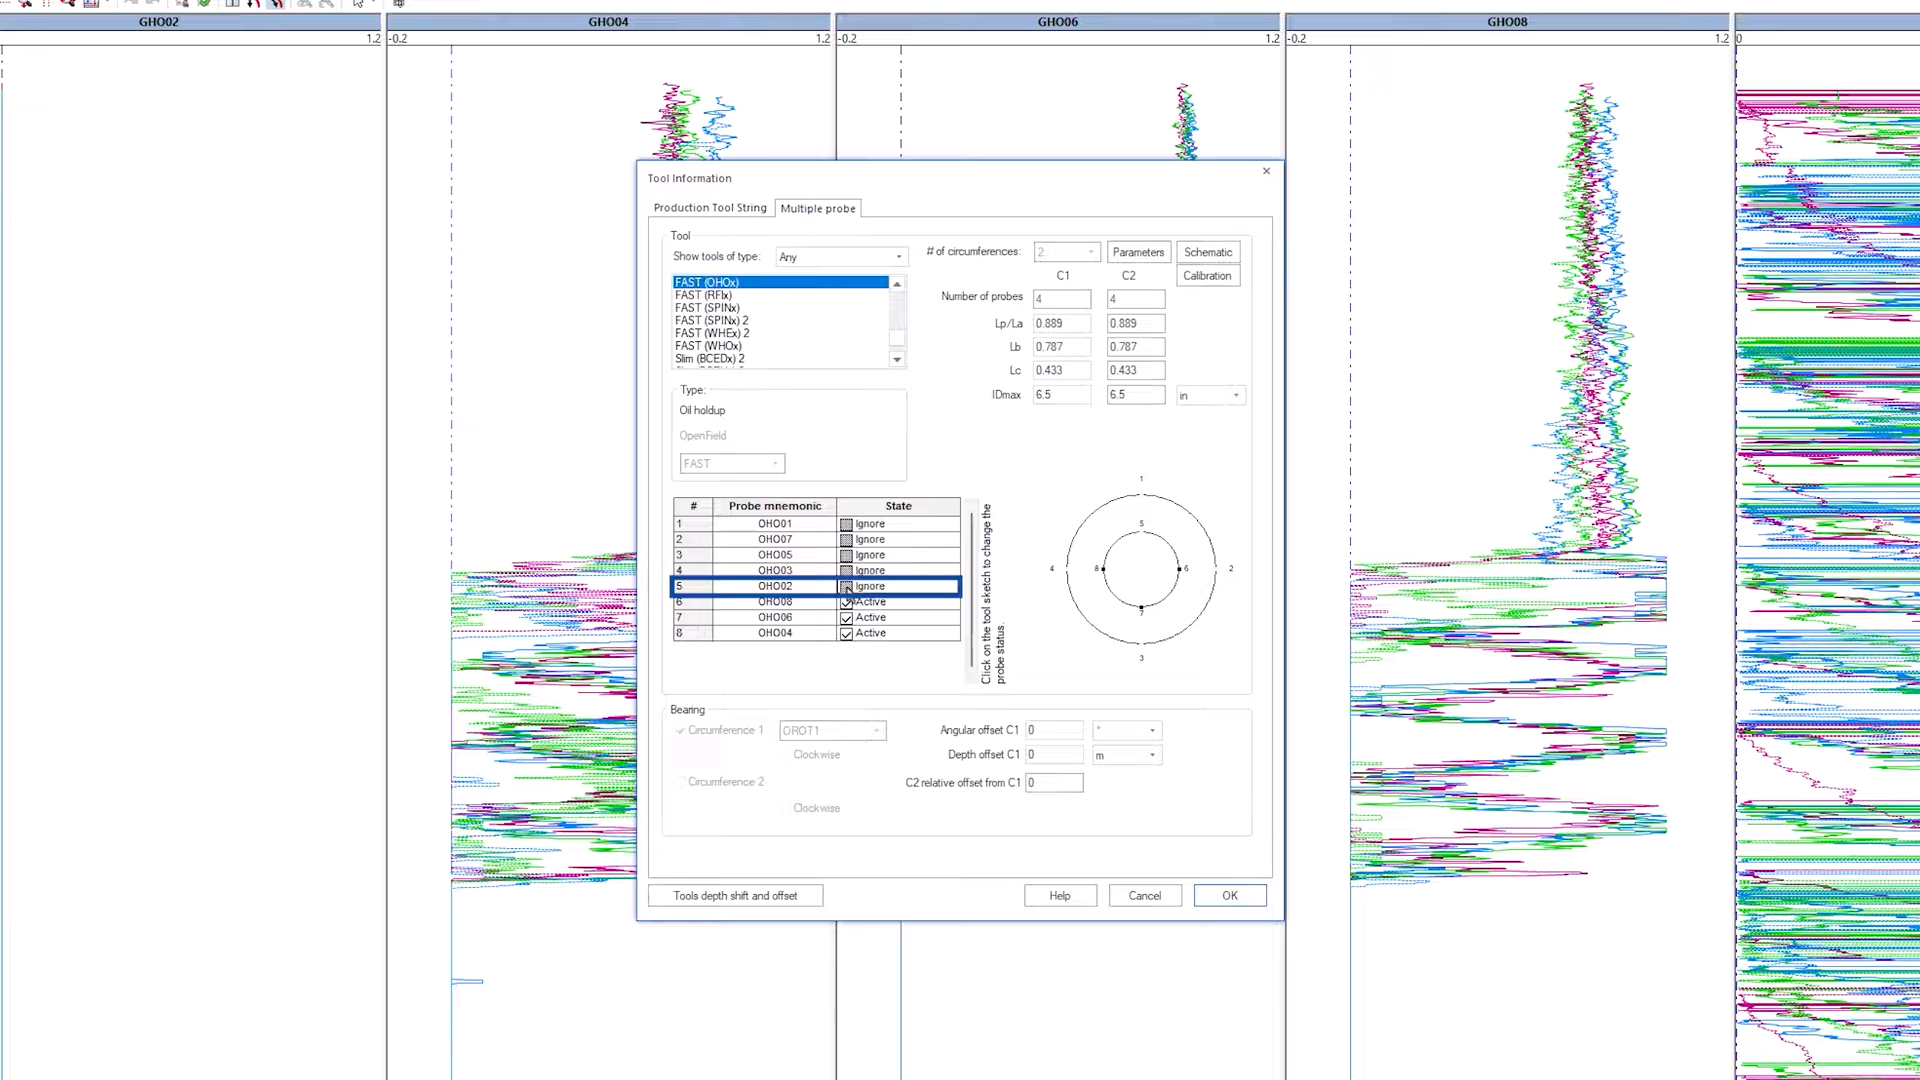 GHO02 GHO04 GHO06 GHO08
1.2 -0.2 1.2 -0.2 1.2 -0.2 1.2 0
Tool Information
Production Tool String Multiple probe
Tool
Show tools of type: Any
# of circumferences: 2 Parameters Schematic
C1 C2 Calibration
FAST (OHOx)
FAST (RFIx)
FAST (SPINx)
FAST (SPINx) 2
FAST (WHEx) 2
FAST (WHOx)
Slim (BCEDx) 2
Number of probes 4 4
Lp/La 0.889 0.889
Lb 0.787 0.787
Lc 0.433 0.433
IDmax 6.5 6.5 in
Type:
Oil holdup
OpenField
FAST
# Probe mnemonic State
1 OHO01 Ignore
2 OHO07 Ignore
3 OHO05 Ignore
4 OHO03 Ignore
5 OHO02 Ignore
6 OHO08 Active
7 OHO06 Active
8 OHO04 Active
Click on the tool sketch to change the
probe status.
1
5
4 8 6 2
7
3
Bearing
Circumference 1 OROT1
Clockwise
Circumference 2
Clockwise
Angular offset C1 0 °
Depth offset C1 0 m
C2 relative offset from C1 0
Tools depth shift and offset Help Cancel OK